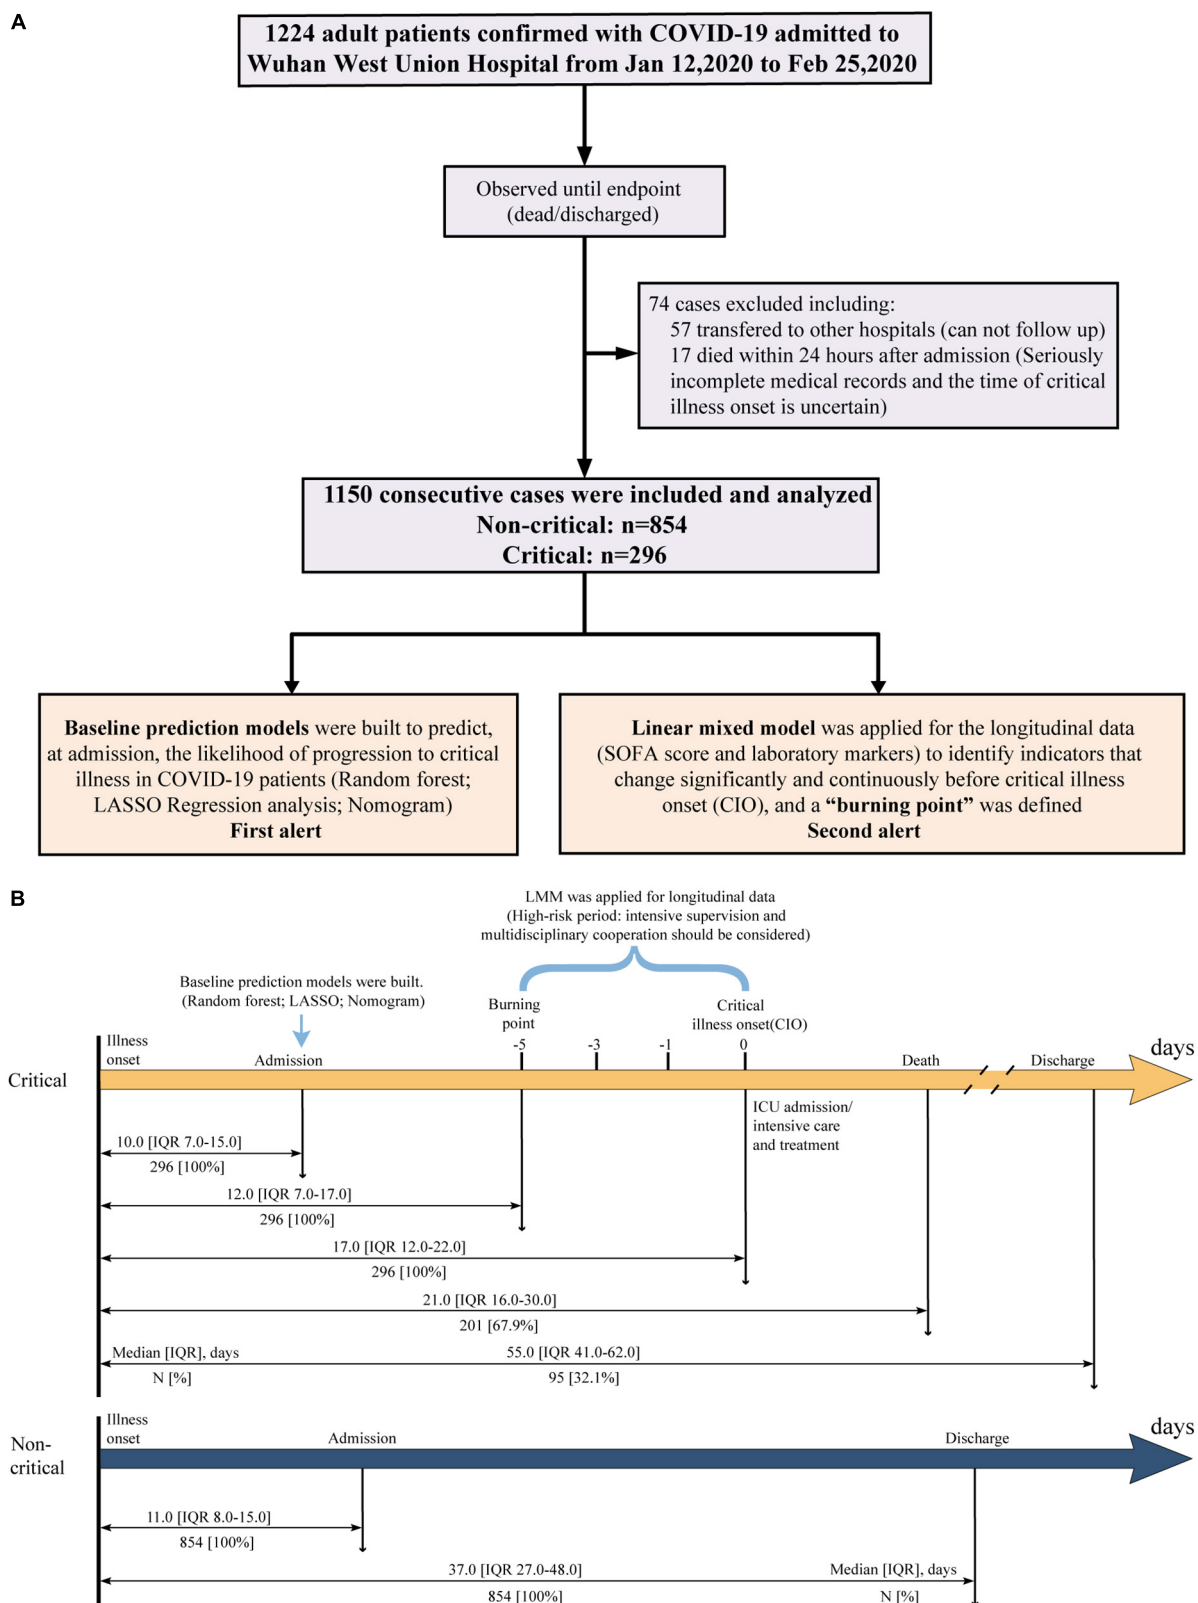 A
1224 adult patients confirmed with COVID-19 admitted to
Wuhan West Union Hospital from Jan 12,2020 to Feb 25,2020
Observed until endpoint
(dead/discharged)
74 cases excluded including:
57 transfered to other hospitals (can not follow up)
17 died within 24 hours after admission (Seriously
incomplete medical records and the time of critical
illness onset is uncertain)
1150 consecutive cases were included and analyzed
Non-critical: n=854
Critical: n=296
Baseline prediction models were built to predict,
at admission, the likelihood of progression to critical
illness in COVID-19 patients (Random forest;
LASSO Regression analysis; Nomogram)
First alert
Linear mixed model was applied for the longitudinal data
(SOFA score and laboratory markers) to identify indicators that
change significantly and continuously before critical illness
onset (CIO), and a “burning point” was defined
Second alert
B
LMM was applied for longitudinal data
(High-risk period: intensive supervision and
multidisciplinary cooperation should be considered)
Baseline prediction models were built.
(Random forest; LASSO; Nomogram)
Burning
point
Critical
illness onset(CIO)
Illness
onset
Admission
-5
-3
-1
0
Death
Discharge
days
Critical
ICU admission/
intensive care
and treatment
10.0 [IQR 7.0-15.0]
296 [100%]
12.0 [IQR 7.0-17.0]
296 [100%]
17.0 [IQR 12.0-22.0]
296 [100%]
21.0 [IQR 16.0-30.0]
201 [67.9%]
Median [IQR], days
55.0 [IQR 41.0-62.0]
N [%]
95 [32.1%]
Illness
onset
Admission
Discharge
days
Non-
critical
11.0 [IQR 8.0-15.0]
854 [100%]
37.0 [IQR 27.0-48.0]
Median [IQR], days
854 [100%]
N [%]